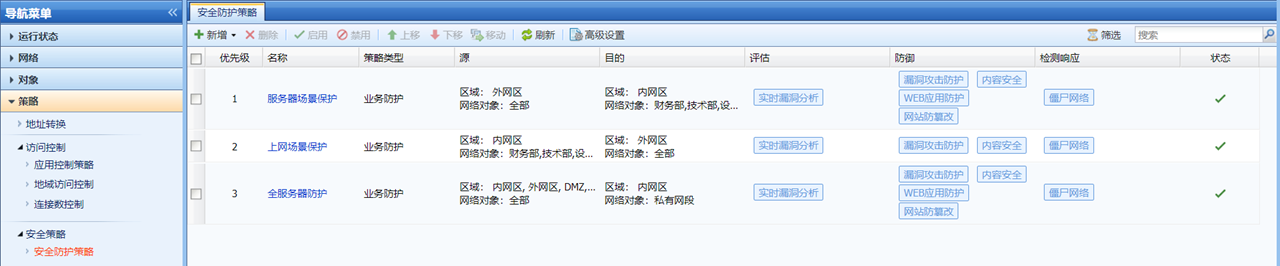 导航菜单
运行状态
网络
对象
策略
地址转换
访问控制
应用控制策略
地域访问控制
连接数控制
安全策略
安全防护策略
安全防护策略
新增 删除 启用 禁用 上移 下移 移动 刷新 高级设置 筛选 搜索
优先级 名称 策略类型 源 目的 评估 防御 检测响应 状态
1 服务器场景保护 业务防护
区域: 外网区
网络对象: 全部
区域: 内网区
网络对象: 财务部,技术部,设...
实时漏洞分析
漏洞攻击防护 内容安全
WEB应用防护
网站防篡改
僵尸网络
2 上网场景保护 业务防护
区域: 内网区
网络对象: 财务部,技术部,设...
区域: 外网区
网络对象: 全部
实时漏洞分析
漏洞攻击防护 内容安全
僵尸网络
3 全服务器防护 业务防护
区域: 内网区, 外网区, DMZ,...
网络对象: 全部
区域: 内网区
网络对象: 私有网段
实时漏洞分析
漏洞攻击防护 内容安全
WEB应用防护
网站防篡改
僵尸网络